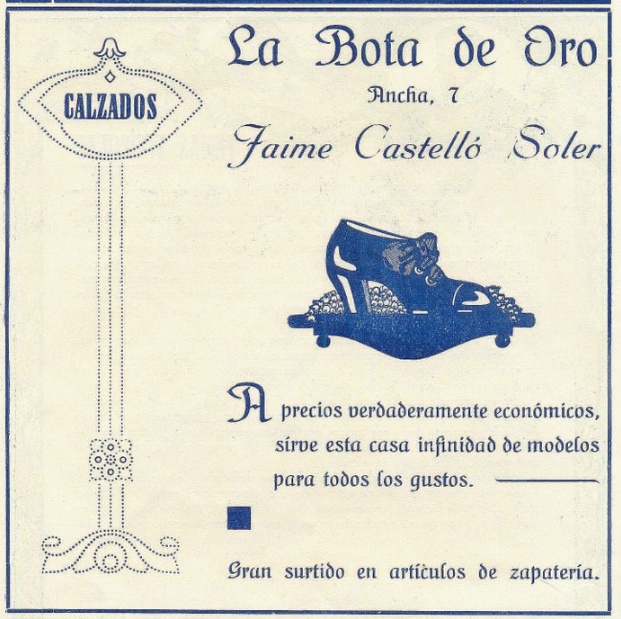 La Bota de Oro
Ancha, 7
Jaime Castelló Soler
CALZADOS
A precios verdaderamente económicos,
sirve esta casa infinidad de modelos
para todos los gustos.
Gran surtido en artículos de zapatería.